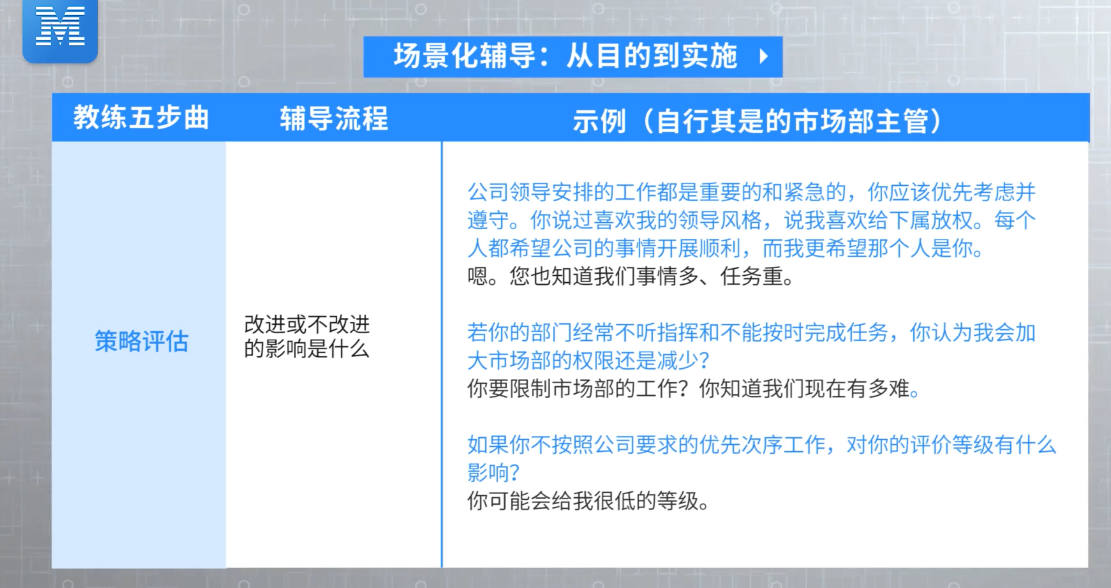 M
场景化辅导：从目的到实施
教练五步曲
辅导流程
示例（自行其是的市场部主管）
策略评估
改进或不改进
的影响是什么
公司领导安排的工作都是重要的和紧急的，你应该优先考虑并
遵守。你说过喜欢我的领导风格，说我喜欢给下属放权。每个
人都希望公司的事情开展顺利，而我更希望那个人是你。
嗯。您也知道我们事情多、任务重。
若你的部门经常不听指挥和不能按时完成任务，你认为我会加
大市场部的权限还是减少？
你要限制市场部的工作？你知道我们现在有多难。
如果你不按照公司要求的优先次序工作，对你的评价等级有什么
影响？
你可能会给我很低的等级。